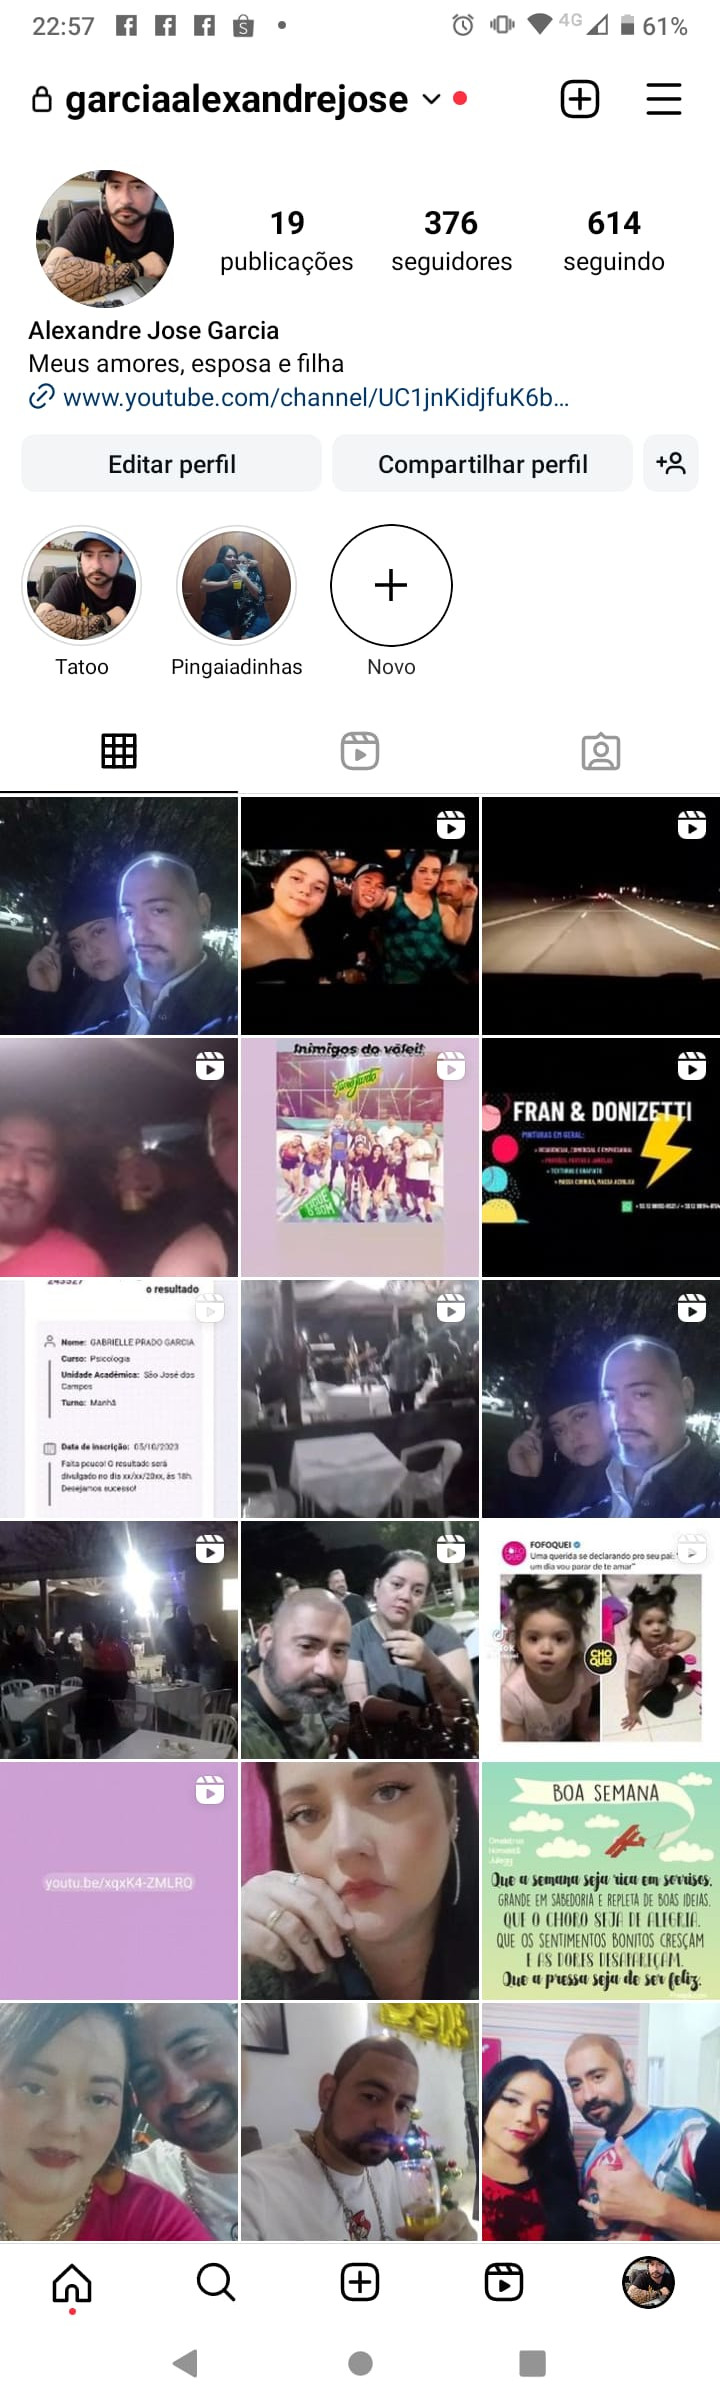 22:57
4G
61%
garciaalexandrejose
19
376
614
publicações
seguidores
seguindo
Alexandre Jose Garcia
Meus amores, esposa e filha
www.youtube.com/channel/UC1jnKidjfuK6b...
Editar perfil
Compartilhar perfil
Tatoo
Pingaiadinhas
Novo
Inimigos do vôlei!
FRAN & DONIZETTI
PINTURAS EM GERAL:
o resultado
Nome: GABRIELLE PRADO GARCIA
Curso: Psicologia
Unidade Acadêmica: São José dos
Campos
Turno: Manhã
Data de inscrição: 05/10/2023
Falta pouco! O resultado será
divulgado no dia xx/xx/20xx, às 18h.
Desejamos sucesso!
FOFOQUEI
Uma querida se declarando pro seu pai:
um dia vou parar de te amar"
CHO
QUEI
youtu.be/xqxK4-ZMLRQ
BOA SEMANA
Que a semana seja rica em sorrisos,
GRANDE EM SABEDORIA E REPLETA DE BOAS IDEIAS.
QUE O CHORO SEJA DE ALEGRIA.
QUE OS SENTIMENTOS BONITOS CRESÇAM
E AS DORES DESAPAREÇAM.
Que a pressa seja de ser feliz.